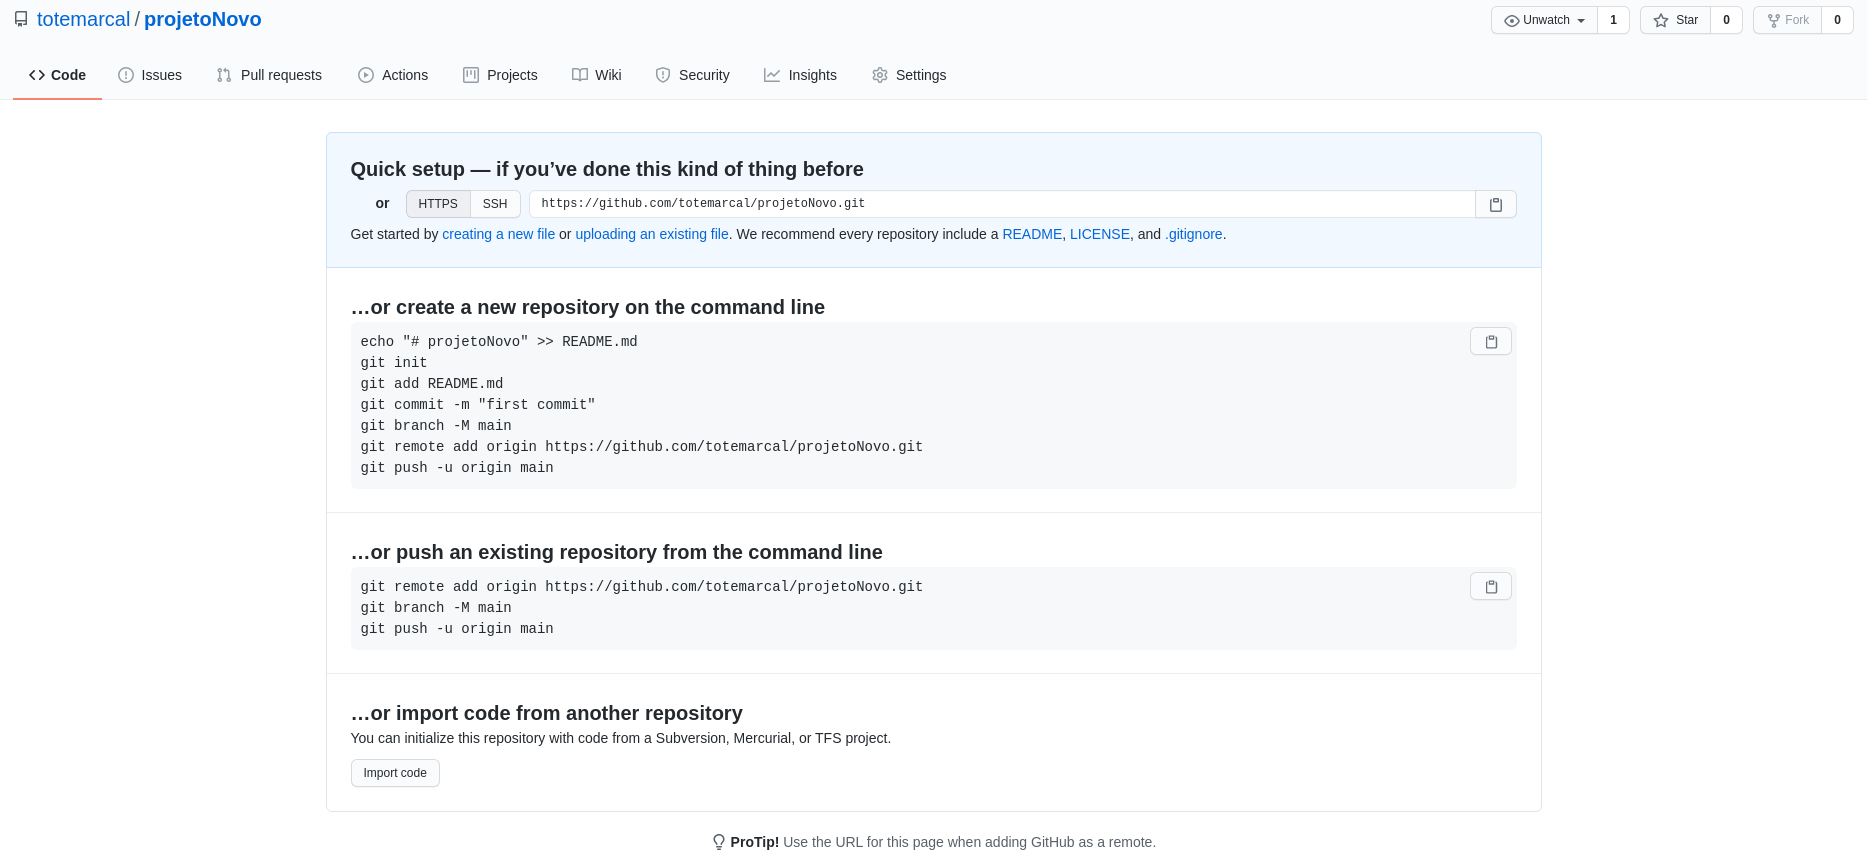 totemarcal / projetoNovo
Unwatch 1 Star 0 Fork 0
Code Issues Pull requests Actions Projects Wiki Security Insights Settings
Quick setup — if you’ve done this kind of thing before
or HTTPS SSH https://github.com/totemarcal/projetoNovo.git
Get started by creating a new file or uploading an existing file. We recommend every repository include a README, LICENSE, and .gitignore.
…or create a new repository on the command line
echo "# projetoNovo" >> README.md
git init
git add README.md
git commit -m "first commit"
git branch -M main
git remote add origin https://github.com/totemarcal/projetoNovo.git
git push -u origin main
…or push an existing repository from the command line
git remote add origin https://github.com/totemarcal/projetoNovo.git
git branch -M main
git push -u origin main
…or import code from another repository
You can initialize this repository with code from a Subversion, Mercurial, or TFS project.
Import code
ProTip! Use the URL for this page when adding GitHub as a remote.